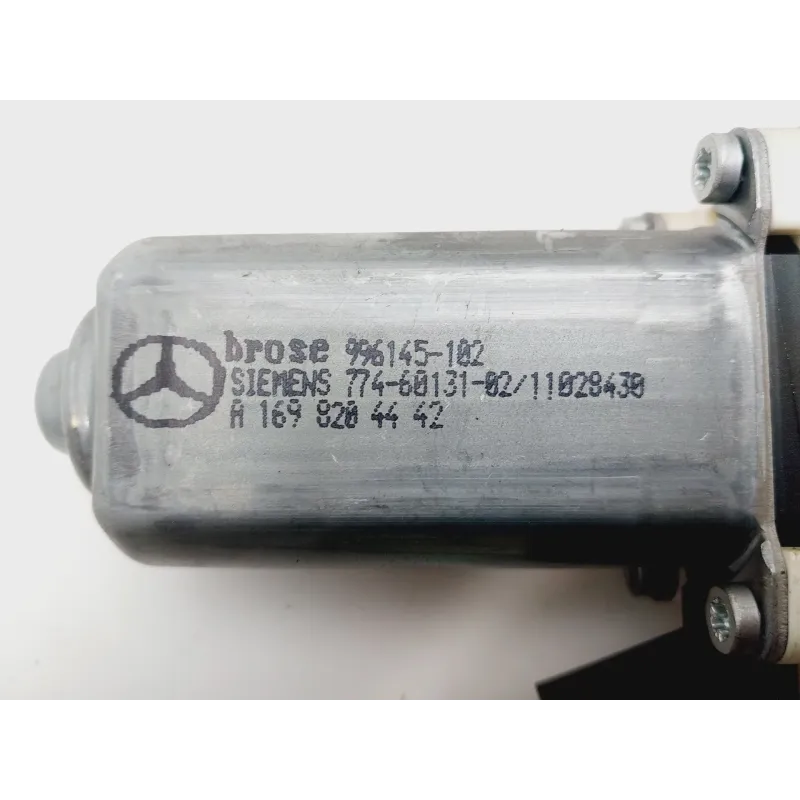 brose 996145-102
SIEMENS 774-60131-02/11028430
A 169 820 44 42